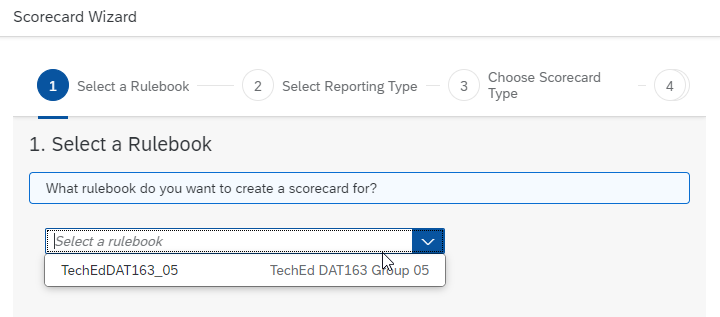 Scorecard Wizard
1 Select a Rulebook 2 Select Reporting Type 3 Choose Scorecard Type 4
1. Select a Rulebook
What rulebook do you want to create a scorecard for?
Select a rulebook
TechEdDAT163_05 TechEd DAT163 Group 05